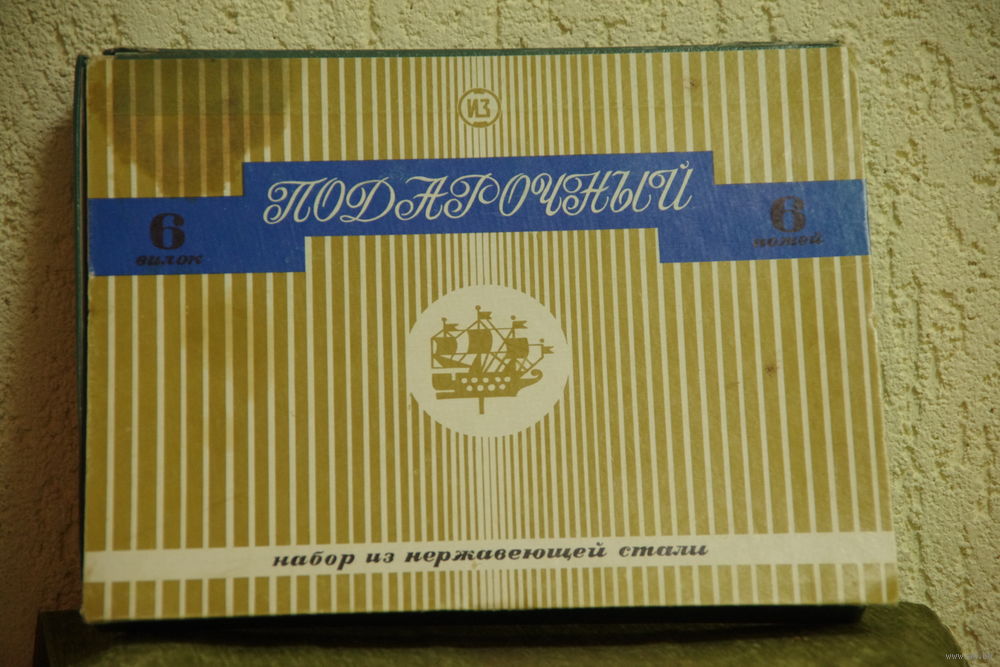 ИЗ
ПОДАРОЧНЫЙ
6
вилок
6
ножей
набор из нержавеющей стали